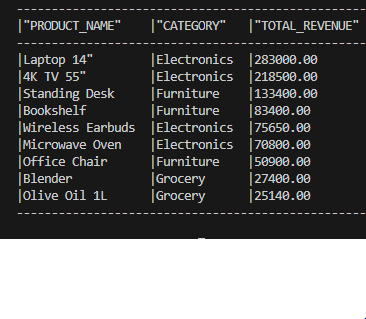 ------------------------------------------------
|"PRODUCT_NAME"   |"CATEGORY"   |"TOTAL_REVENUE"
------------------------------------------------
|Laptop 14"       |Electronics  |283000.00
|4K TV 55"        |Electronics  |218500.00
|Standing Desk    |Furniture    |133400.00
|Bookshelf        |Furniture    |83400.00
|Wireless Earbuds |Electronics  |75650.00
|Microwave Oven   |Electronics  |70800.00
|Office Chair     |Furniture    |50900.00
|Blender          |Grocery      |27400.00
|Olive Oil 1L     |Grocery      |25140.00
------------------------------------------------